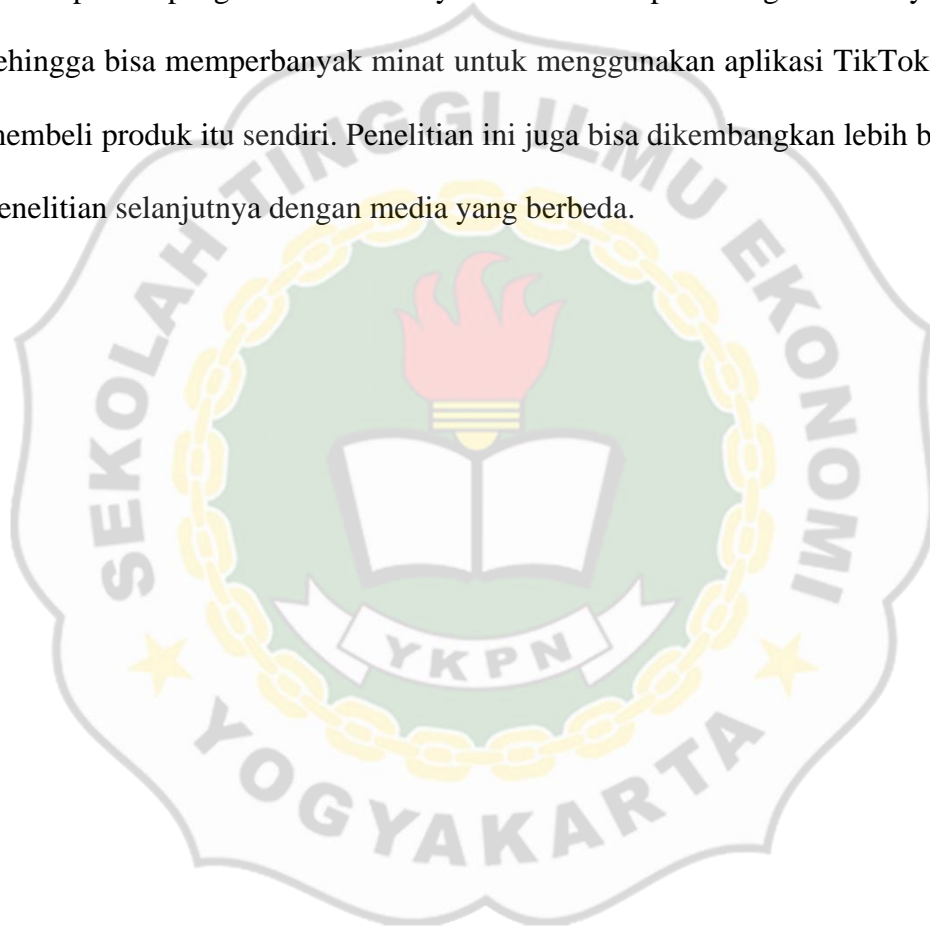 ehingga bisa memperbanyak minat untuk menggunakan aplikasi TikTok
embeli produk itu sendiri. Penelitian ini juga bisa dikembangkan lebih b
enelitian selanjutnya dengan media yang berbeda.
SEKOLAH TINGGI ILMU EKONOMI
YKPN
YOGYAKARTA